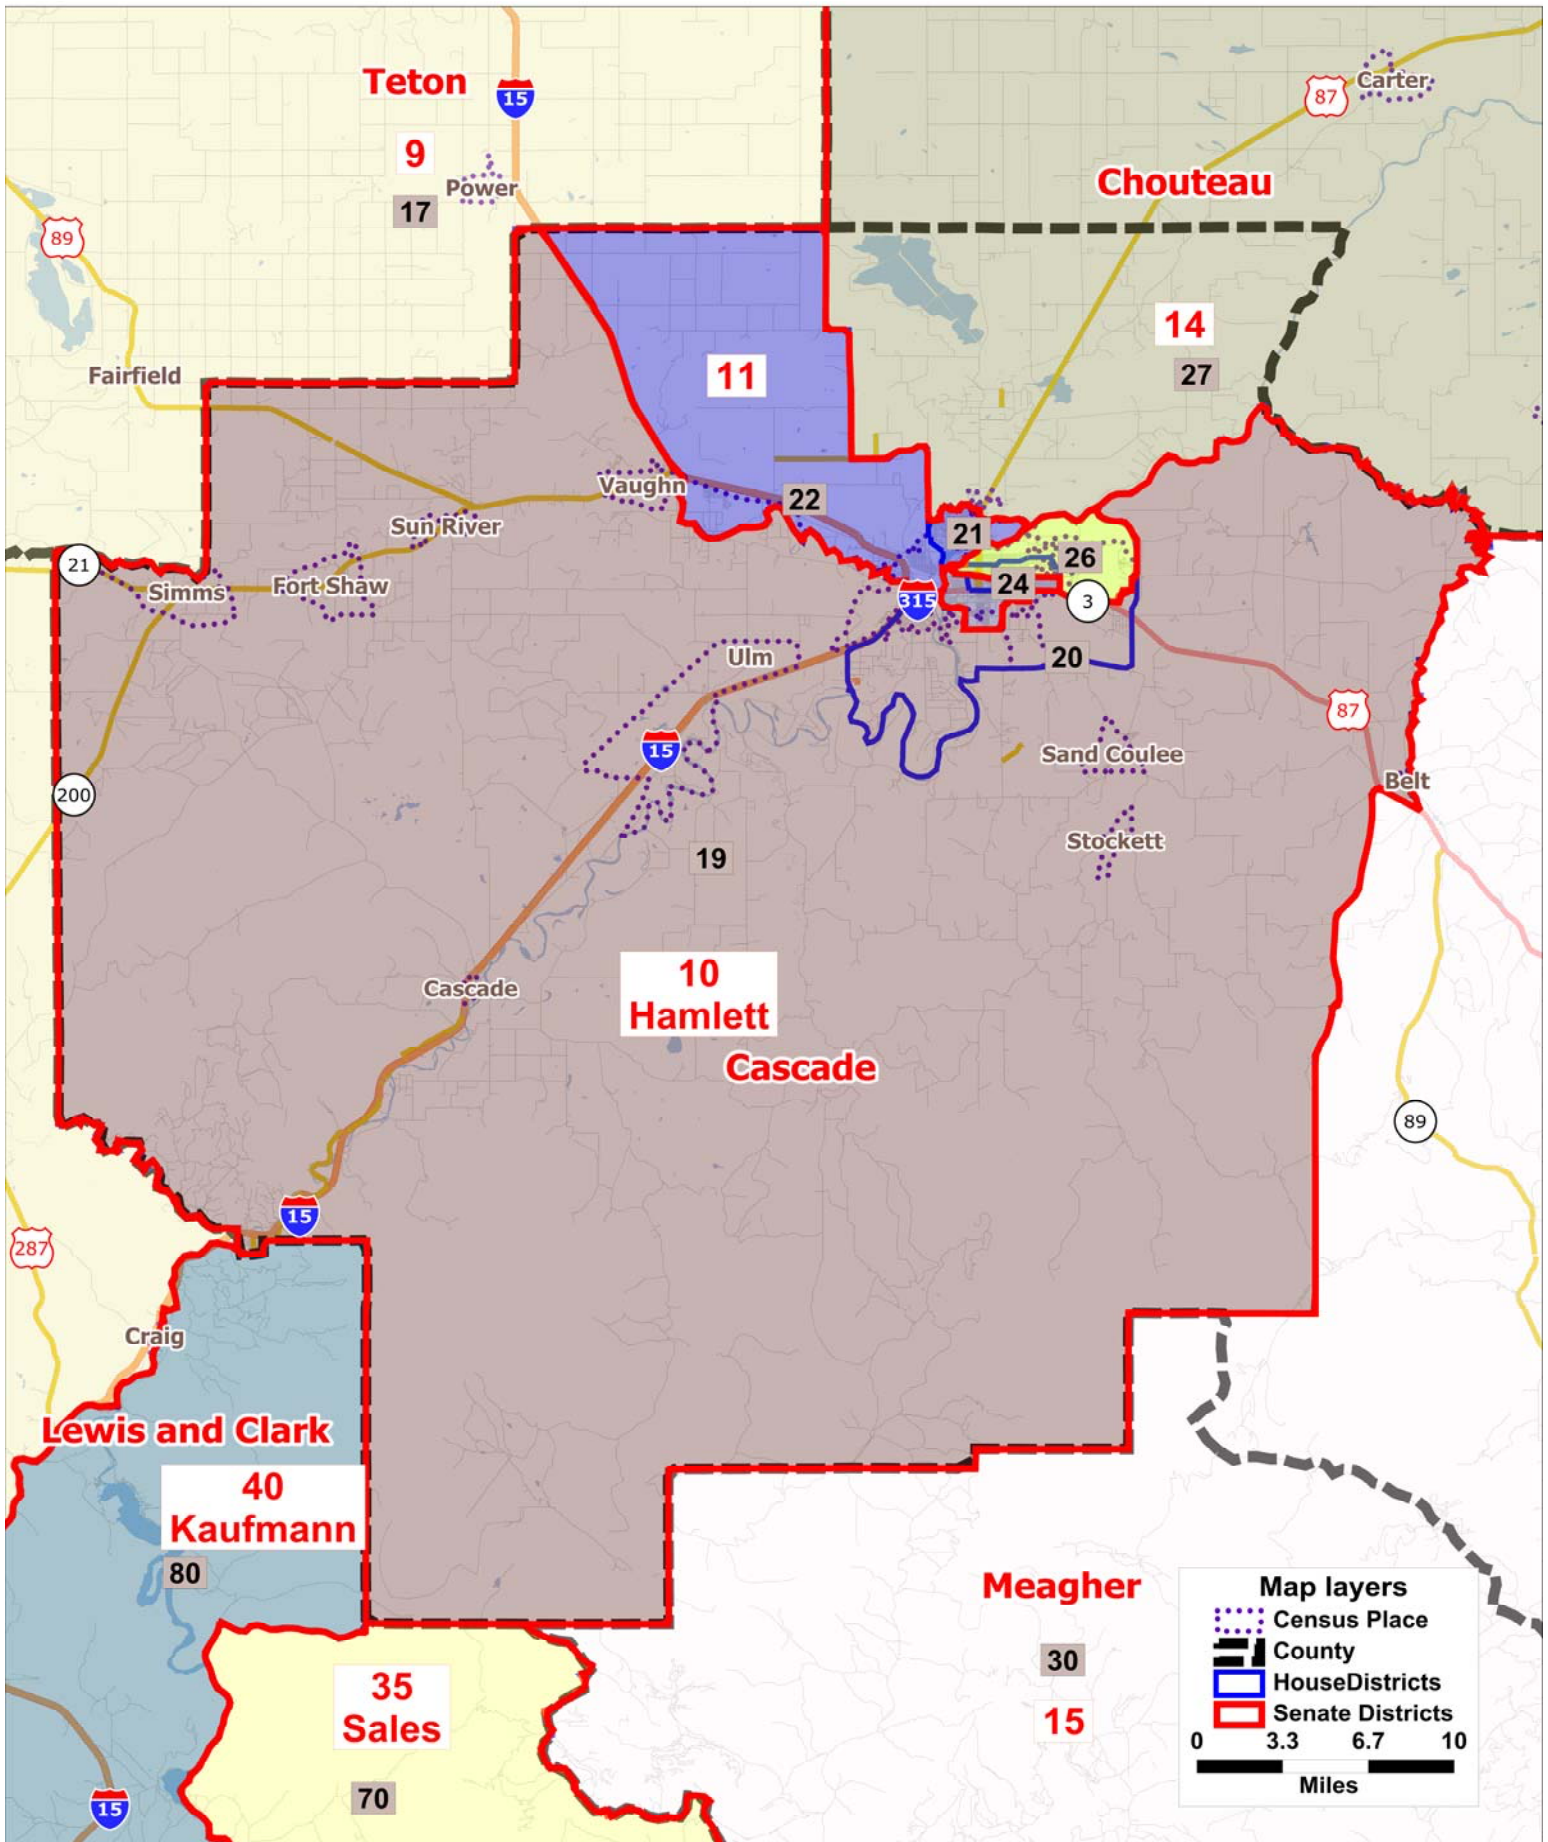 Teton
15
87
Carter
9
Power
17
Chouteau
89
14
27
Fairfield
11
Vaughn
22
Sun River
21
26
21
Simms
Fort Shaw
24
315
3
Ulm
20
87
15
Sand Coulee
Belt
200
Stockett
19
Cascade
10
Hamlett
Cascade
89
15
287
Craig
Lewis and Clark
40
Kaufmann
80
Meagher
30
15
35
Sales
70
15
Map layers
Census Place
County
HouseDistricts
Senate Districts
0 3.3 6.7 10
Miles